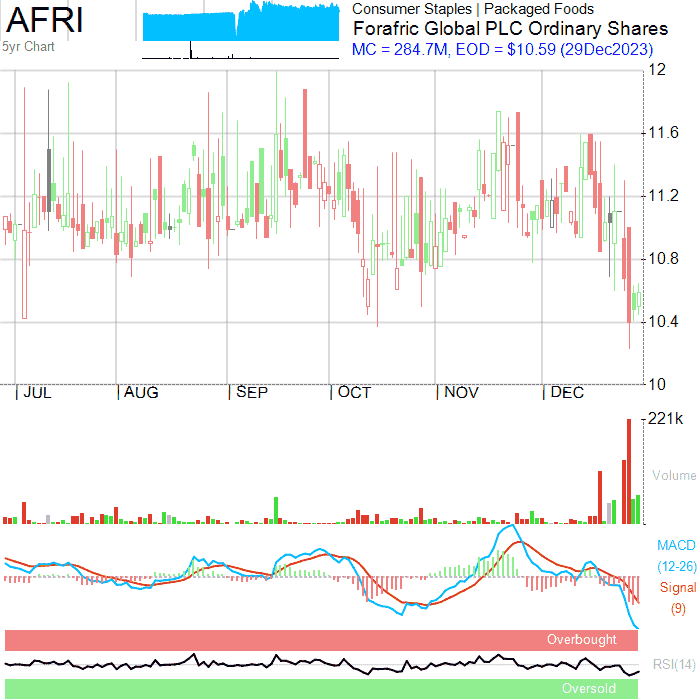 AFRI
5yr Chart
Consumer Staples | Packaged Foods
Forafric Global PLC Ordinary Shares
MC = 284.7M, EOD = $10.59 (29Dec2023)
12
11.6
11.2
10.8
10.4
10
| JUL | AUG | SEP | OCT | NOV | DEC
221k
Volume
MACD
(12-26)
Signal
(9)
Overbought
RSI(14)
Oversold